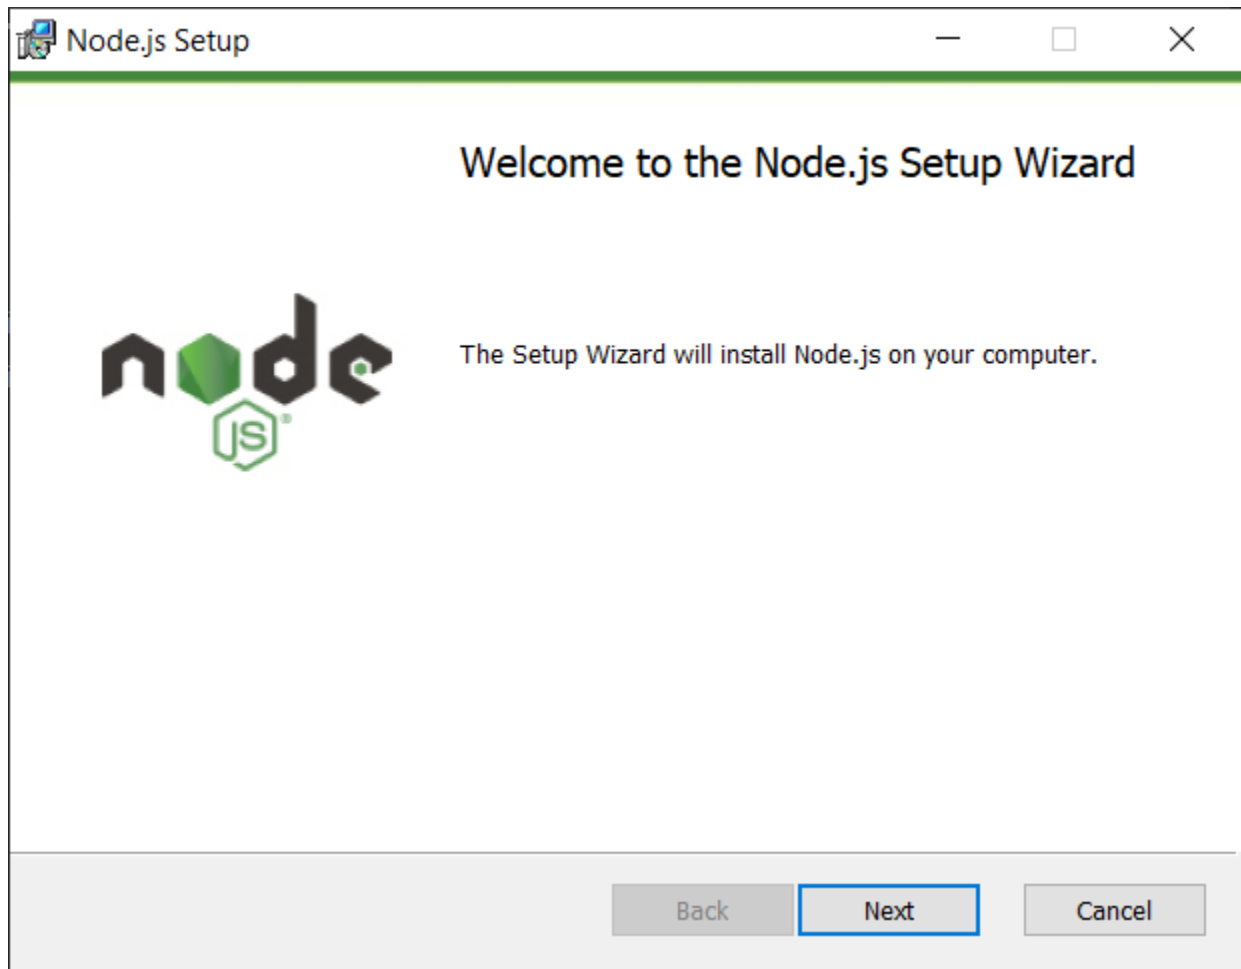 Node.js Setup
Welcome to the Node.js Setup Wizard
The Setup Wizard will install Node.js on your computer.
node
JS®
Back
Next
Cancel